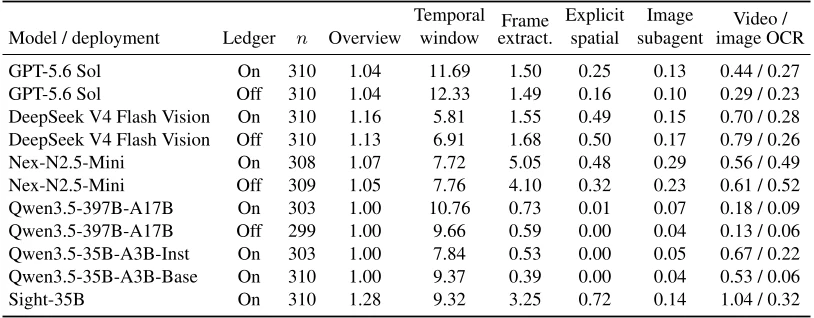 Model / deployment Ledger n Overview Temporal window Frame extract. Explicit spatial Image subagent Video / image OCR
GPT-5.6 Sol On 310 1.04 11.69 1.50 0.25 0.13 0.44 / 0.27
GPT-5.6 Sol Off 310 1.04 12.33 1.49 0.16 0.10 0.29 / 0.23
DeepSeek V4 Flash Vision On 310 1.16 5.81 1.55 0.49 0.15 0.70 / 0.28
DeepSeek V4 Flash Vision Off 310 1.13 6.91 1.68 0.50 0.17 0.79 / 0.26
Nex-N2.5-Mini On 308 1.07 7.72 5.05 0.48 0.29 0.56 / 0.49
Nex-N2.5-Mini Off 309 1.05 7.76 4.10 0.32 0.23 0.61 / 0.52
Qwen3.5-397B-A17B On 303 1.00 10.76 0.73 0.01 0.07 0.18 / 0.09
Qwen3.5-397B-A17B Off 299 1.00 9.66 0.59 0.00 0.04 0.13 / 0.06
Qwen3.5-35B-A3B-Inst On 303 1.00 7.84 0.53 0.00 0.05 0.67 / 0.22
Qwen3.5-35B-A3B-Base On 310 1.00 9.37 0.39 0.00 0.04 0.53 / 0.06
Sight-35B On 310 1.28 9.32 3.25 0.72 0.14 1.04 / 0.32